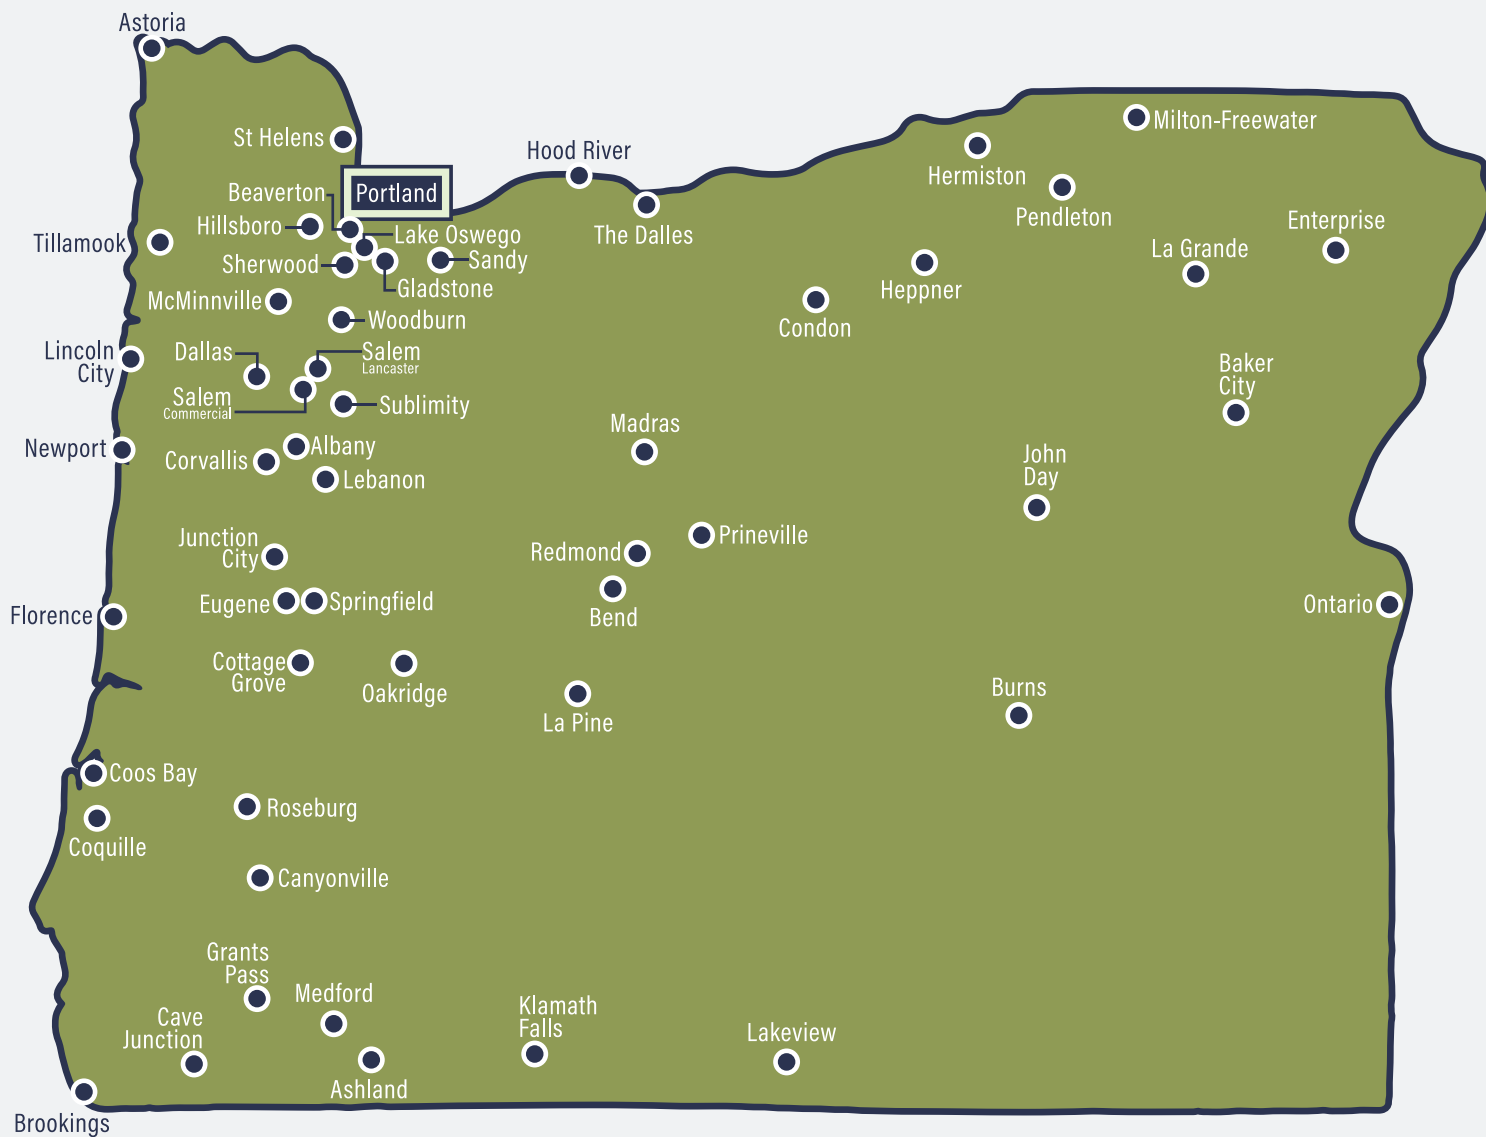 Astoria
St Helens
Hood River
Milton-Freewater
Hermiston
Beaverton
Portland
Pendleton
Hillsboro
Lake Oswego
The Dalles
Enterprise
Tillamook
La Grande
Sherwood
Sandy
Gladstone
Heppner
McMinnville
Woodburn
Condon
Lincoln
City
Dallas
Salem
Lancaster
Baker
City
Salem
Commercial
Sublimity
Madras
Newport
Albany
Corvallis
Lebanon
John
Day
Junction
City
Prineville
Redmond
Eugene
Springfield
Bend
Ontario
Florence
Cottage
Grove
Oakridge
Burns
La Pine
Coos Bay
Roseburg
Coquille
Canyonville
Grants
Pass
Medford
Klamath
Falls
Cave
Junction
Lakeview
Ashland
Brookings